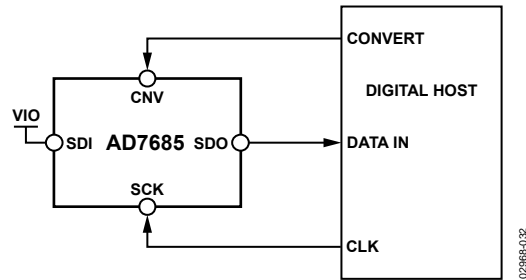 CONVERT
CNV
DIGITAL HOST
VIO
SDI AD7685 SDO
DATA IN
SCK
CLK
02968-032